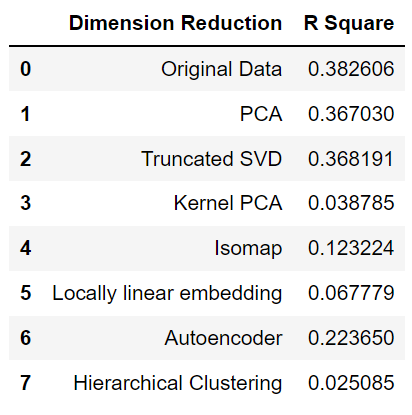 Dimension Reduction R Square
0 Original Data 0.382606
1 PCA 0.367030
2 Truncated SVD 0.368191
3 Kernel PCA 0.038785
4 Isomap 0.123224
5 Locally linear embedding 0.067779
6 Autoencoder 0.223650
7 Hierarchical Clustering 0.025085